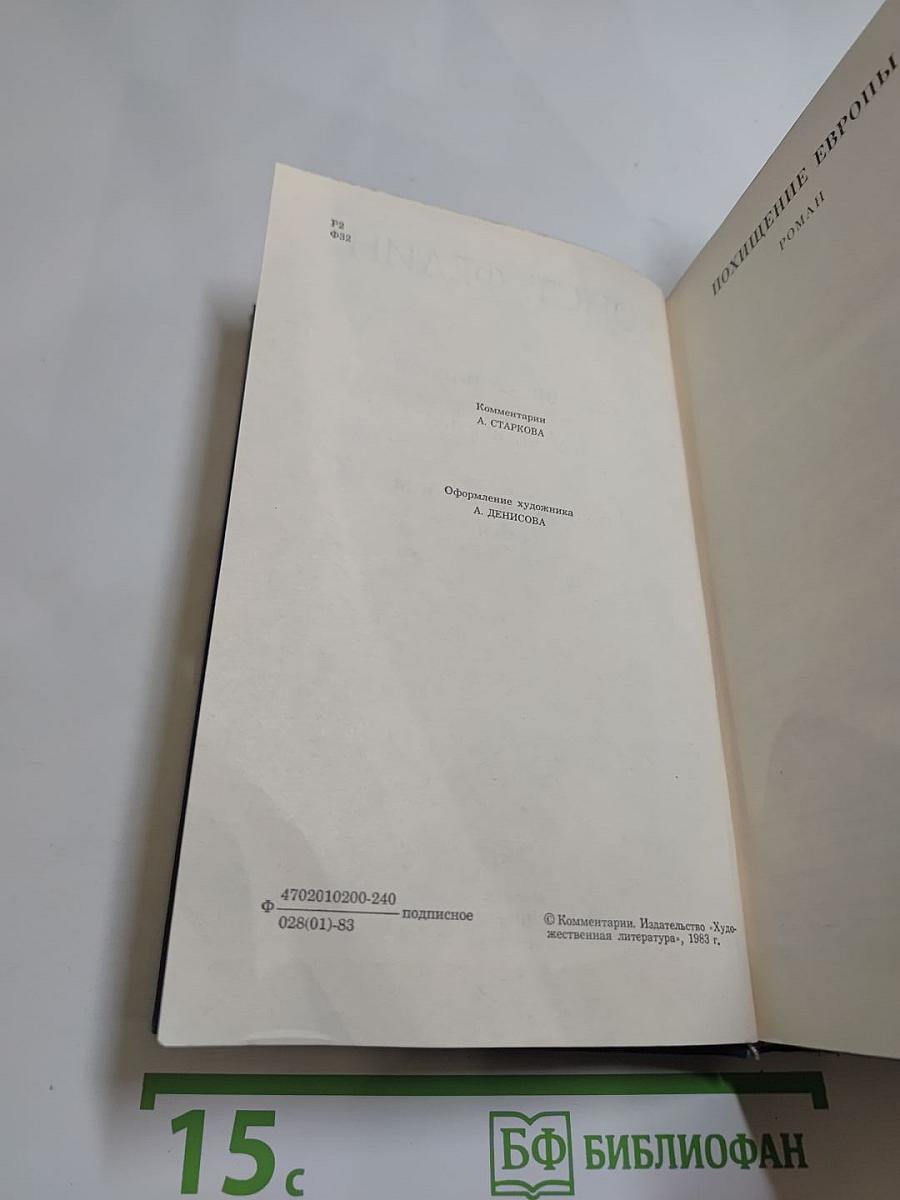 Р2
Ф32
Комментарии
А. СТАРКОВА
Оформление художника
А. ДЕНИСОВА
Ф 4702010200-240 подписное
028(01)-83
© Комментарии. Издательство «Худо-
жественная литература», 1983 г.
ПОХИЩЕНИЕ ЕВРОПЫ
РОМАН
15 с
БФ БИБЛИОФАН